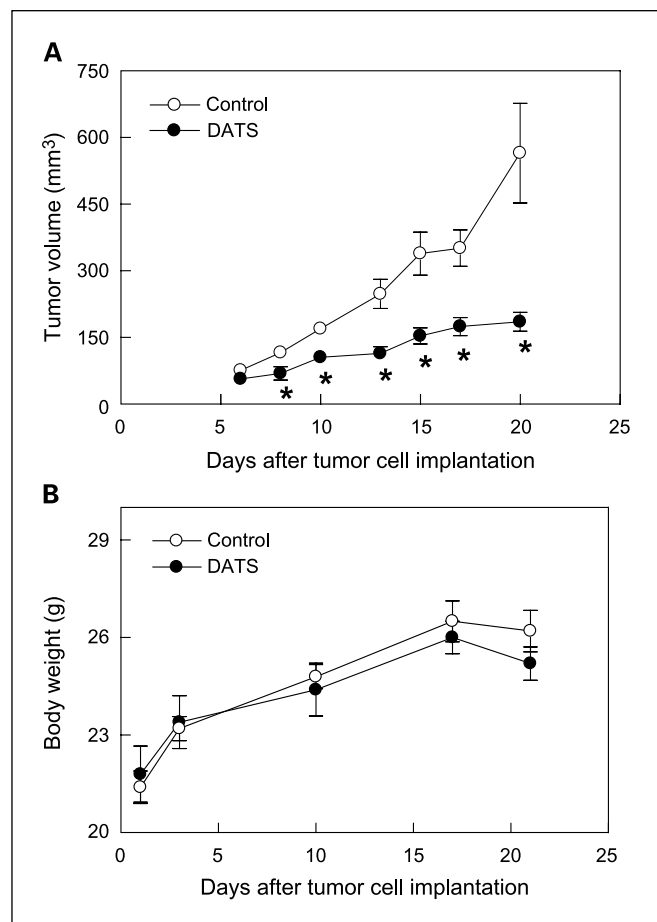 A
750
600
450
300
150
0
Tumor volume (mm³)
Control
DATS
* * * * * *
0 5 10 15 20 25
Days after tumor cell implantation
B
29
26
23
20
Body weight (g)
Control
DATS
0 5 10 15 20 25
Days after tumor cell implantation